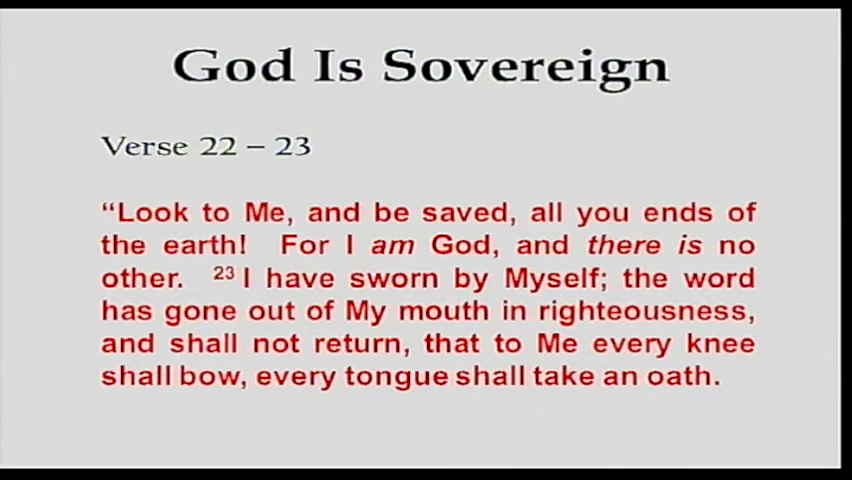 God Is Sovereign
Verse 22 – 23
“Look to Me, and be saved, all you ends of
the earth! For I am God, and there is no
other. 23 I have sworn by Myself; the word
has gone out of My mouth in righteousness,
and shall not return, that to Me every knee
shall bow, every tongue shall take an oath.